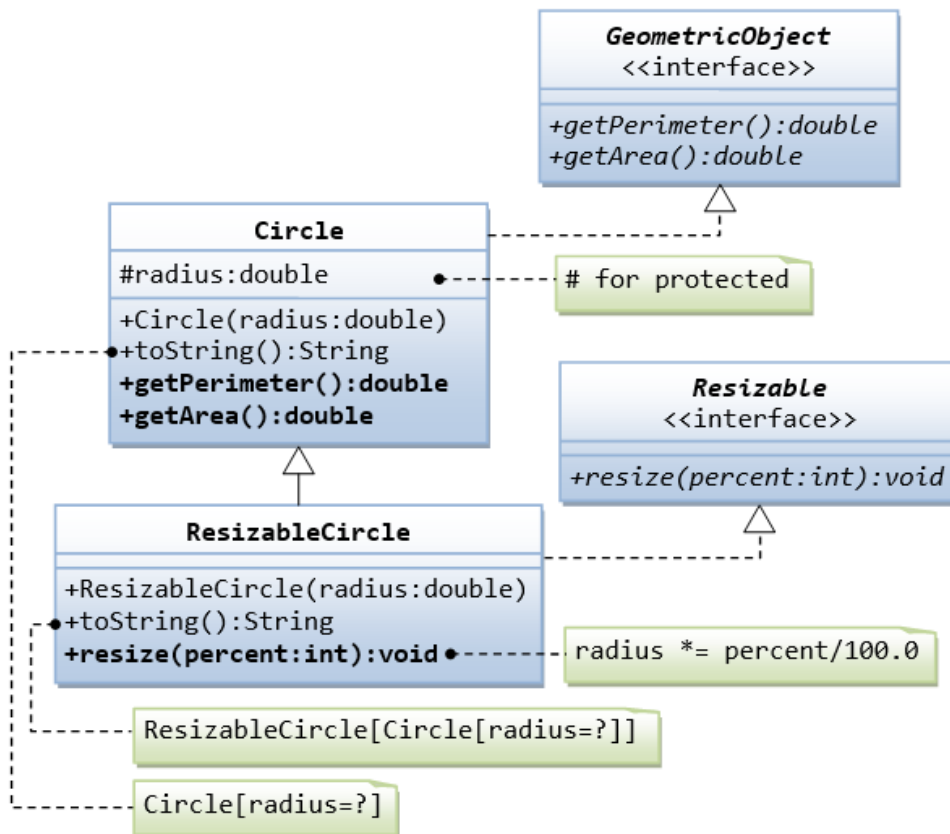 GeometricObject
<<interface>>
+getPerimeter():double
+getArea():double
Circle
#radius:double
# for protected
+Circle(radius:double)
+toString():String
+getPerimeter():double
+getArea():double
Resizable
<<interface>>
+resize(percent:int):void
ResizableCircle
+ResizableCircle(radius:double)
+toString():String
+resize(percent:int):void
radius *= percent/100.0
ResizableCircle[Circle[radius=?]]
Circle[radius=?]